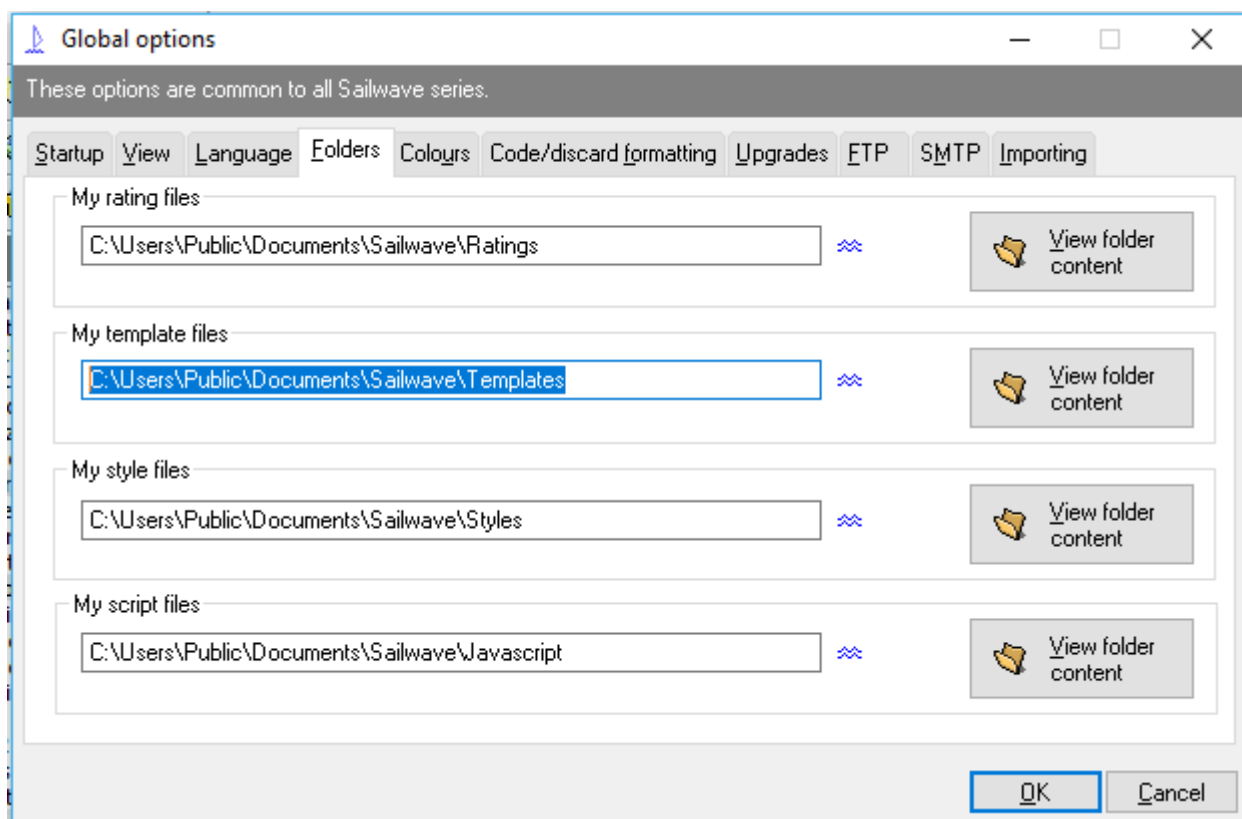 Global options
These options are common to all Sailwave series.
Startup View Language Folders Colours Code/discard formatting Upgrades FTP SMTP Importing
My rating files
C:\Users\Public\Documents\Sailwave\Ratings
View folder
content
My template files
C:\Users\Public\Documents\Sailwave\Templates
View folder
content
My style files
C:\Users\Public\Documents\Sailwave\Styles
View folder
content
My script files
C:\Users\Public\Documents\Sailwave\Javascript
View folder
content
OK Cancel